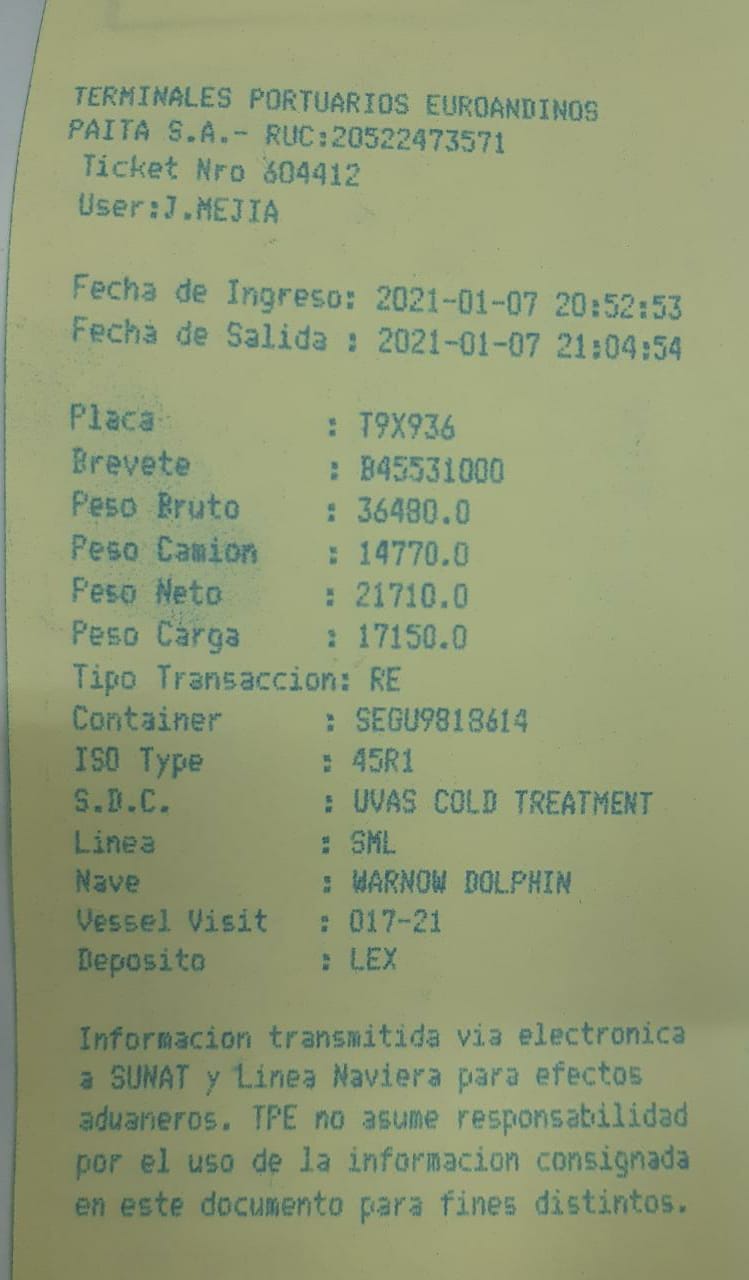 TERMINALES PORTUARIOS EUROANDINOS
PAITA S.A.- RUC:20522473571
Ticket Nro 604412
User:J.MEJIA
Fecha de Ingreso: 2021-01-07 20:52:53
Fecha de Salida : 2021-01-07 21:04:54
Placa : T9X936
Brevete : B45531000
Peso Bruto : 36480.0
Peso Camion : 14770.0
Peso Neto : 21710.0
Peso Carga : 17150.0
Tipo Transaccion: RE
Container : SEGU9818614
ISO Type : 45R1
S.D.C. : UVAS COLD TREATMENT
Linea : SML
Nave : WARNOW DOLPHIN
Vessel Visit : 017-21
Deposito : LEX
Informacion transmitida via electronica
a SUNAT y Linea Naviera para efectos
aduaneros. TPE no asume responsabilidad
por el uso de la informacion consignada
en este documento para fines distintos.